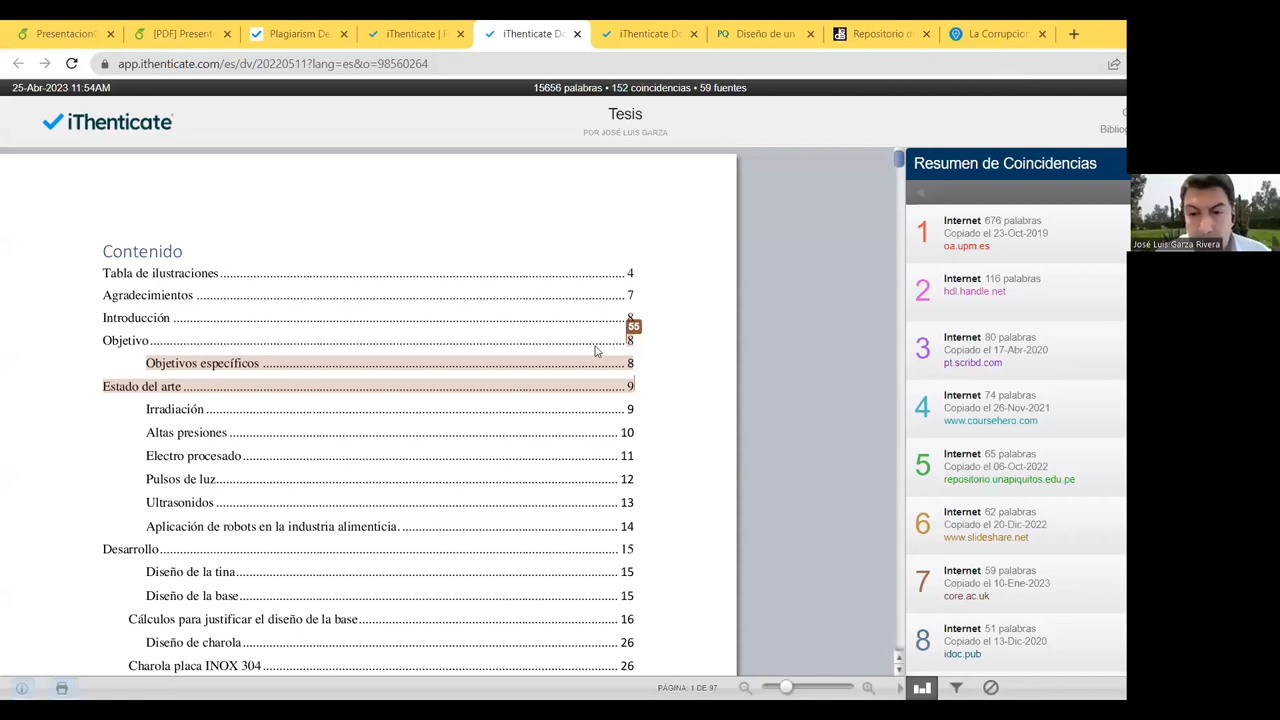 PresentacionC
[PDF] Present
Plagiarism De
iThenticate | F
iThenticate Do
iThenticate Do
Diseño de un
Repositorio d
La Corrupcion
app.ithenticate.com/es/dv/20220511?lang=es&o=98560264
25-Abr-2023 11:54AM
15656 palabras • 152 coincidencias • 59 fuentes
iThenticate
Tesis
POR JOSÉ LUIS GARZA
Bibliog
Contenido
Tabla de ilustraciones 4
Agradecimientos 7
Introducción 8
55
Objetivo 8
Objetivos específicos 8
Estado del arte 9
Irradiación 9
Altas presiones 10
Electro procesado 11
Pulsos de luz 12
Ultrasonidos 13
Aplicación de robots en la industria alimenticia. 14
Desarrollo 15
Diseño de la tina 15
Diseño de la base 15
Cálculos para justificar el diseño de la base 16
Diseño de charola 26
Charola placa INOX 304 26
PÁGINA: 1 DE 97
Resumen de Coincidencias
1 Internet 676 palabras
Copiado el 23-Oct-2019
oa.upm.es
2 Internet 116 palabras
hdl.handle.net
3 Internet 80 palabras
Copiado el 17-Abr-2020
pt.scribd.com
4 Internet 74 palabras
Copiado el 26-Nov-2021
www.coursehero.com
5 Internet 65 palabras
Copiado el 06-Oct-2022
repositorio.unapiquitos.edu.pe
6 Internet 62 palabras
Copiado el 20-Dic-2022
www.slideshare.net
7 Internet 59 palabras
Copiado el 10-Ene-2023
core.ac.uk
8 Internet 51 palabras
Copiado el 13-Dic-2020
idoc.pub
José Luis Garza Rivera